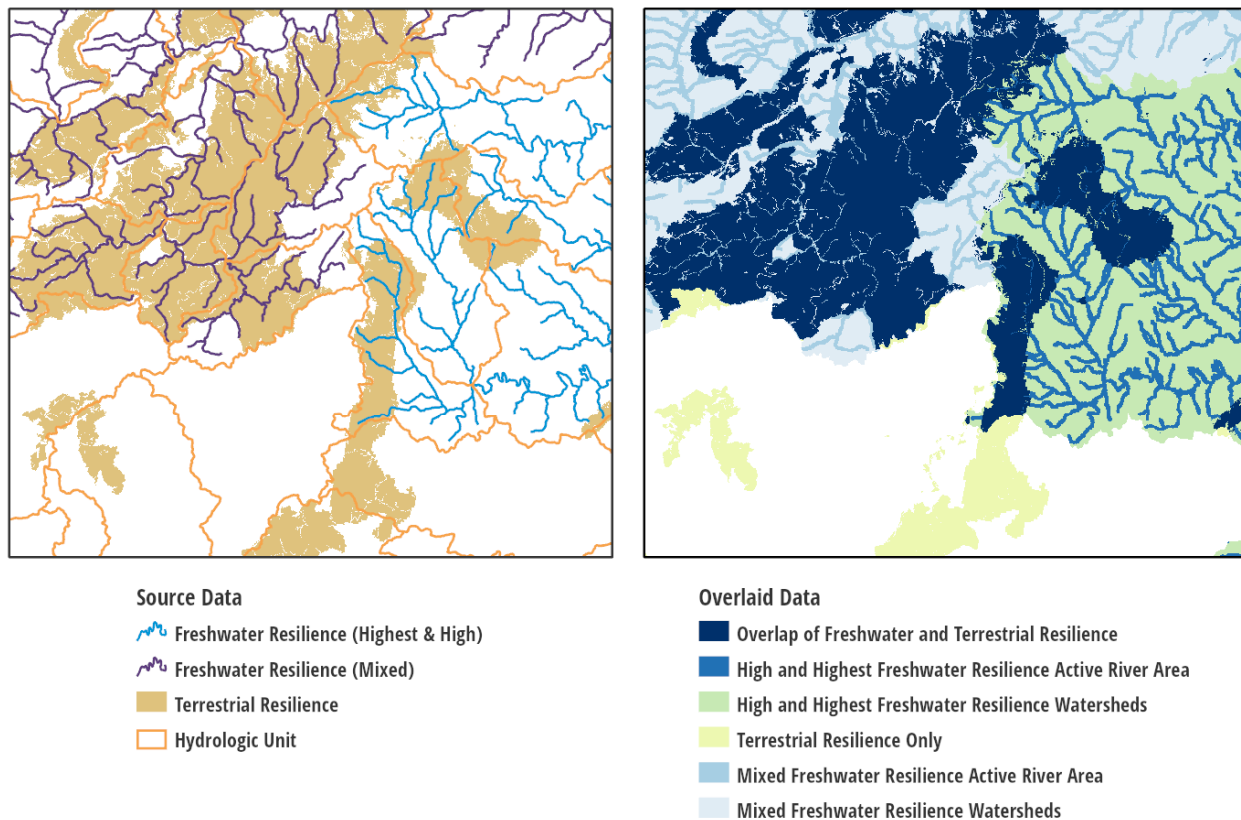 Source Data
Freshwater Resilience (Highest & High)
Freshwater Resilience (Mixed)
Terrestrial Resilience
Hydrologic Unit
Overlaid Data
Overlap of Freshwater and Terrestrial Resilience
High and Highest Freshwater Resilience Active River Area
High and Highest Freshwater Resilience Watersheds
Terrestrial Resilience Only
Mixed Freshwater Resilience Active River Area
Mixed Freshwater Resilience Watersheds